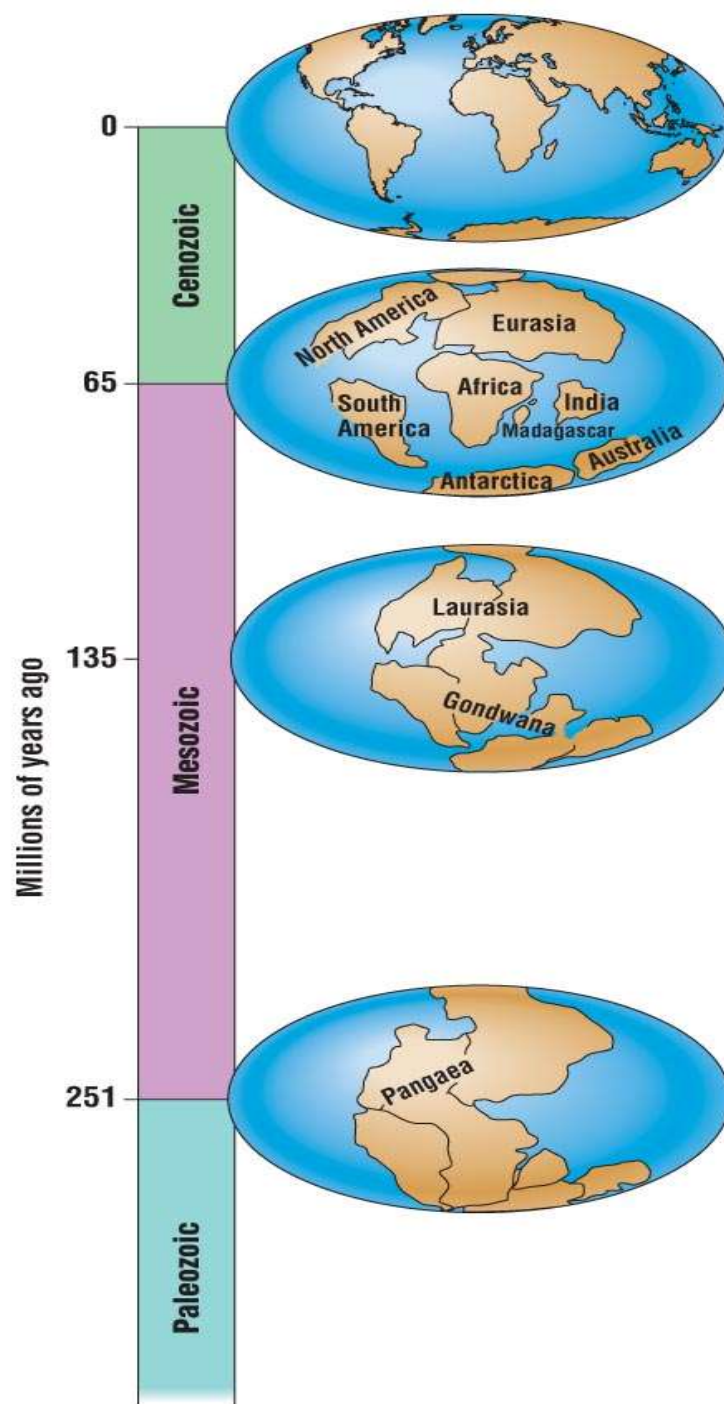 0
Cenozoic
North America
Eurasia
65
South
America
Africa
India
Madagascar
Australia
Antarctica
Laurasia
135
Gondwana
Mesozoic
Millions of years ago
Pangaea
251
Paleozoic